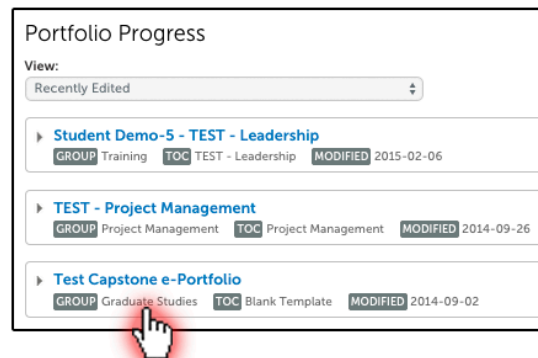 Portfolio Progress
View:
Recently Edited
Student Demo-5 - TEST - Leadership
GROUP Training TOC TEST - Leadership MODIFIED 2015-02-06
TEST - Project Management
GROUP Project Management TOC Project Management MODIFIED 2014-09-26
Test Capstone e-Portfolio
GROUP Graduate Studies TOC Blank Template MODIFIED 2014-09-02